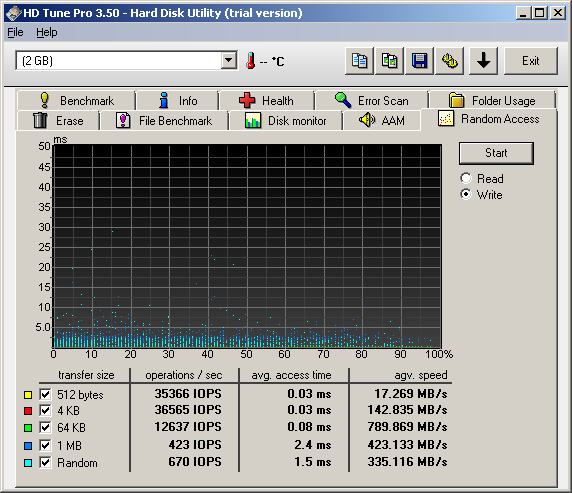 HD Tune Pro 3.50 - Hard Disk Utility (trial version)
File Help
(2 GB)
-- °C
Exit
Benchmark Info Health Error Scan Folder Usage
Erase File Benchmark Disk monitor AAM Random Access
ms
50
45
40
35
30
25
20
15
10
5.0
0 10 20 30 40 50 60 70 80 90 100%
Start
Read
Write
transfer size operations / sec avg. access time agv. speed
512 bytes 35366 IOPS 0.03 ms 17.269 MB/s
4 KB 36565 IOPS 0.03 ms 142.835 MB/s
64 KB 12637 IOPS 0.08 ms 789.869 MB/s
1 MB 423 IOPS 2.4 ms 423.133 MB/s
Random 670 IOPS 1.5 ms 335.116 MB/s